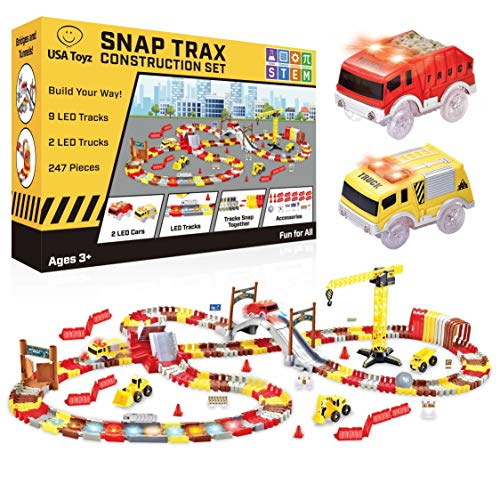 Bridges and
Tunnels!
USA Toyz
SNAP TRAX
CONSTRUCTION SET
STEM
Build Your Way!
9 LED Tracks
2 LED Trucks
247 Pieces
2 LED Cars
LED Tracks
Tracks Snap
Together
Accessories
Ages 3+
Fun for All
TRUCK
TRUCK